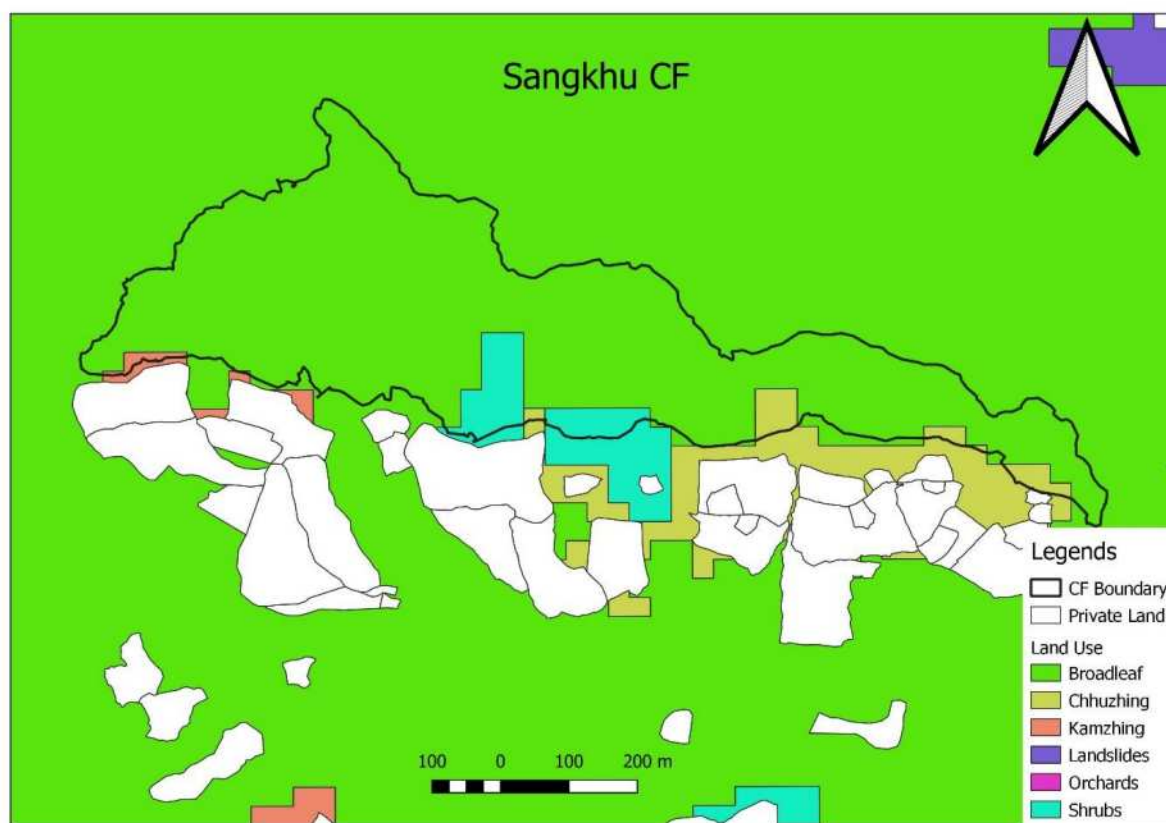 Sangkhu CF
Legends
CF Boundary
Private Land
Land Use
Broadleaf
Chhuzhing
Kamzhing
Landslides
Orchards
Shrubs
100 0 100 200 m